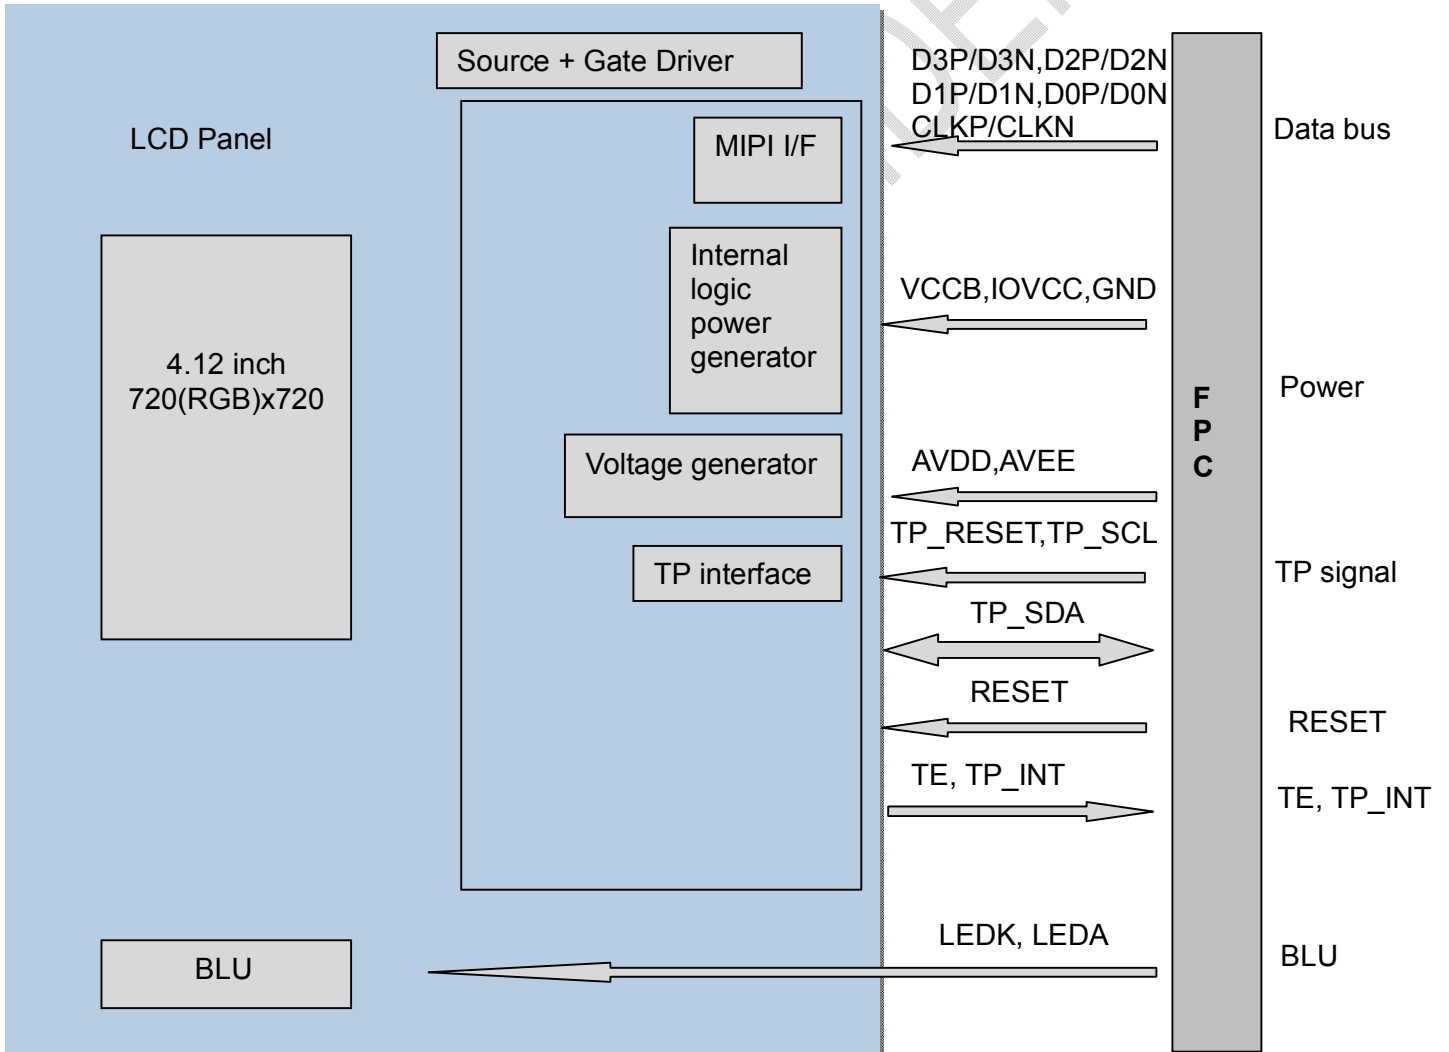 Source + Gate Driver
LCD Panel
MIPI I/F
Internal
logic
power
generator
4.12 inch
720(RGB)x720
Voltage generator
TP interface
BLU
D3P/D3N,D2P/D2N
D1P/D1N,D0P/D0N
CLKP/CLKN
VCCB,IOVCC,GND
AVDD,AVEE
TP_RESET,TP_SCL
TP_SDA
RESET
TE, TP_INT
LEDK, LEDA
F
P
C
Data bus
Power
TP signal
RESET
TE, TP_INT
BLU